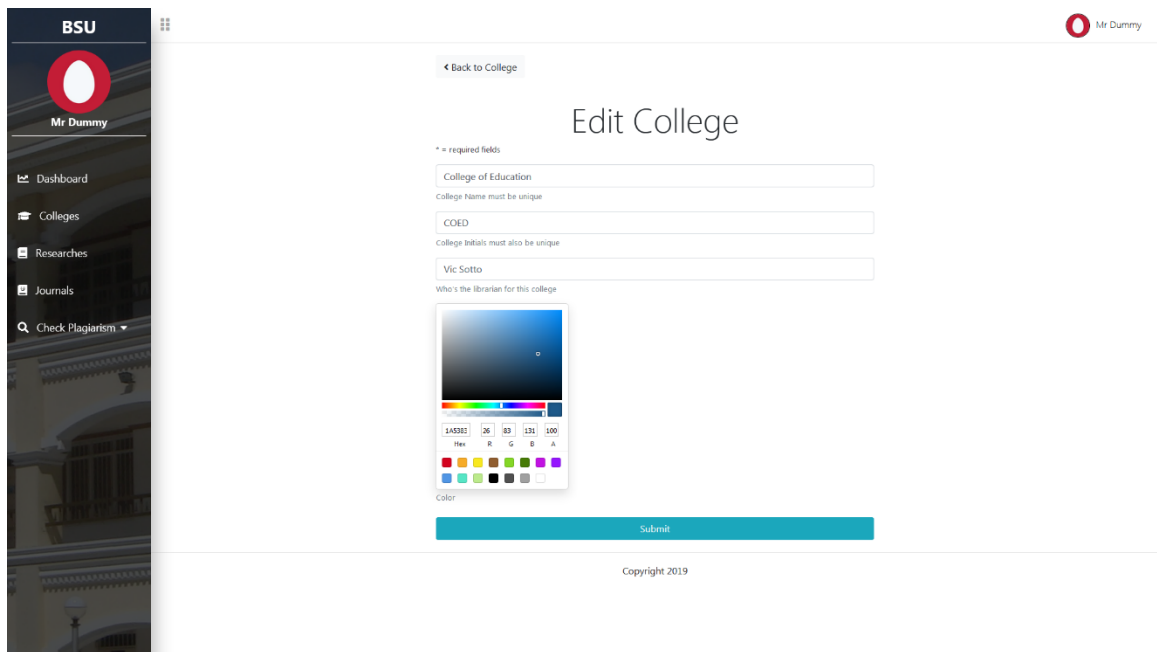 BSU
Mr Dummy
Mr Dummy
Dashboard
Colleges
Researches
Journals
Check Plagiarism
Back to College
Edit College
* = required fields
College of Education
College Name must be unique
COED
College Initials must also be unique
Vic Sotto
Who's the librarian for this college
1A5383 26 83 131 100
Hex R G B A
Color
Submit
Copyright 2019